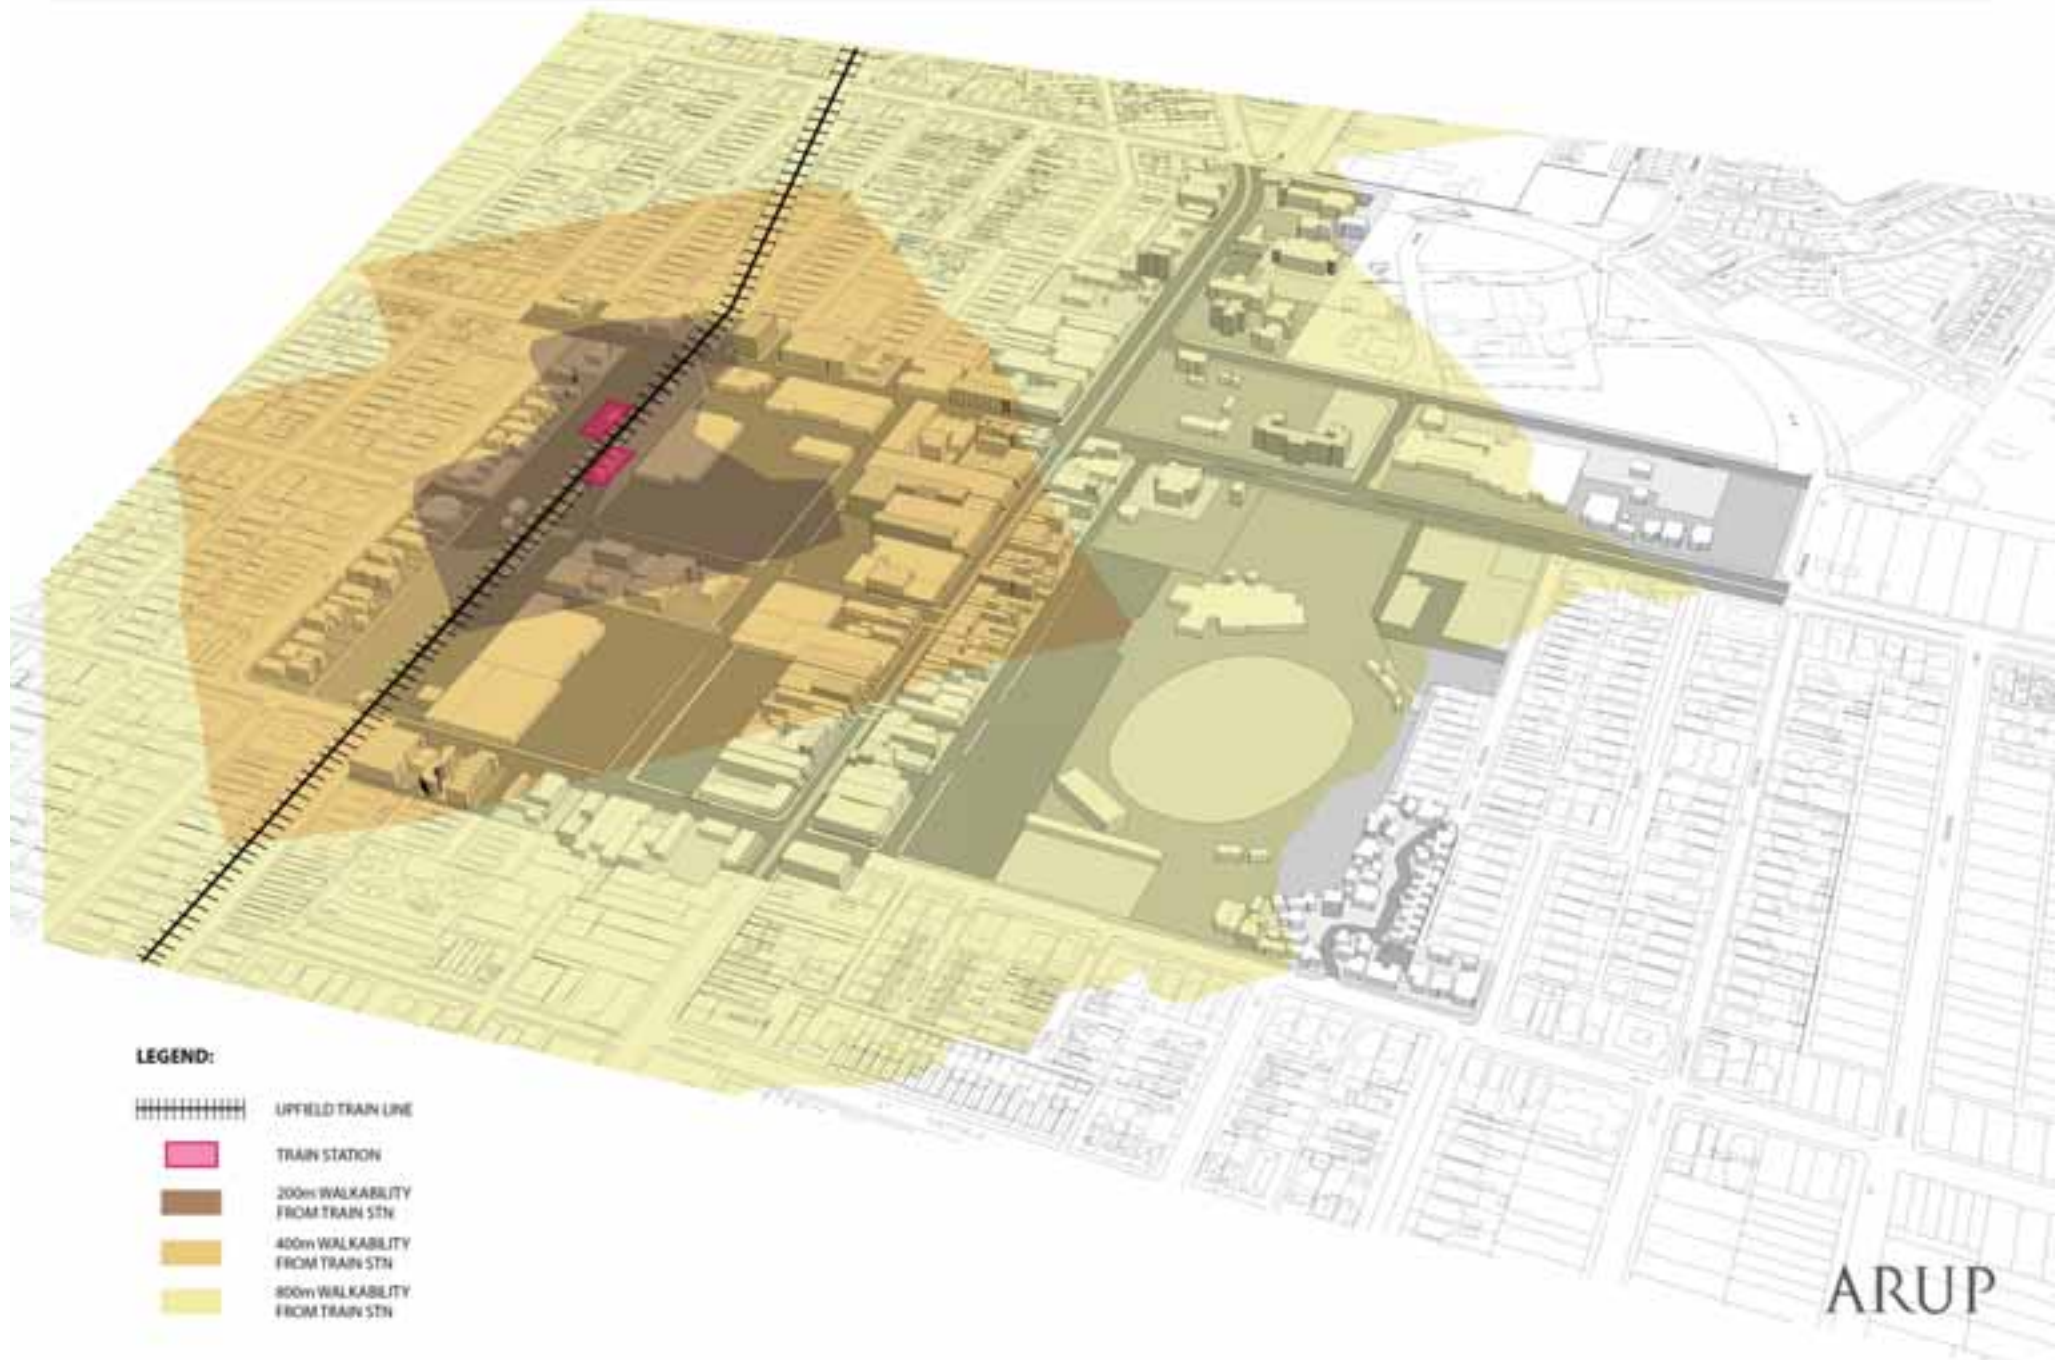 LEGEND:
UPFIELD TRAIN LINE
TRAIN STATION
200m WALKABILITY
FROM TRAIN STN
400m WALKABILITY
FROM TRAIN STN
800m WALKABILITY
FROM TRAIN STN
ARUP